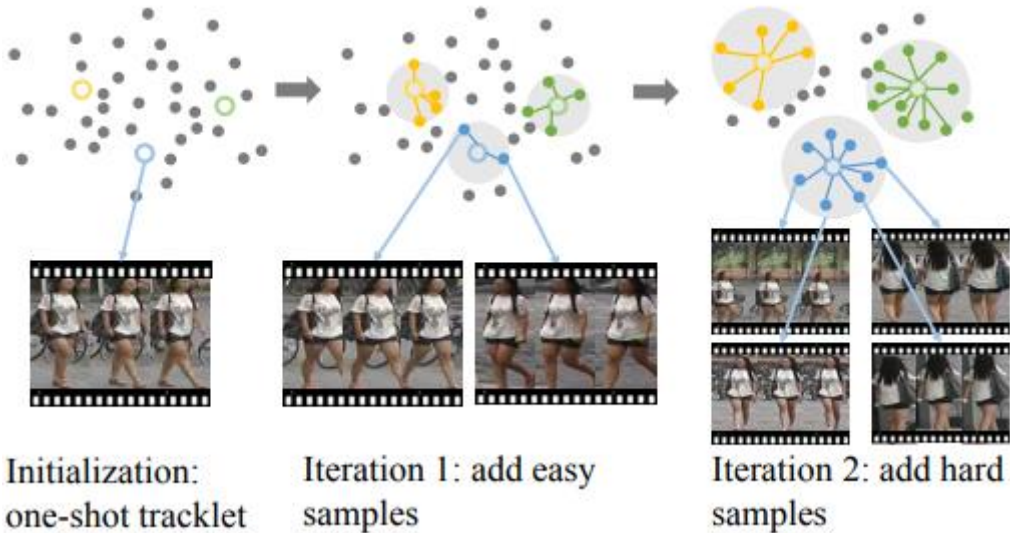 Initialization:
one-shot tracklet
Iteration 1: add easy
samples
Iteration 2: add hard
samples